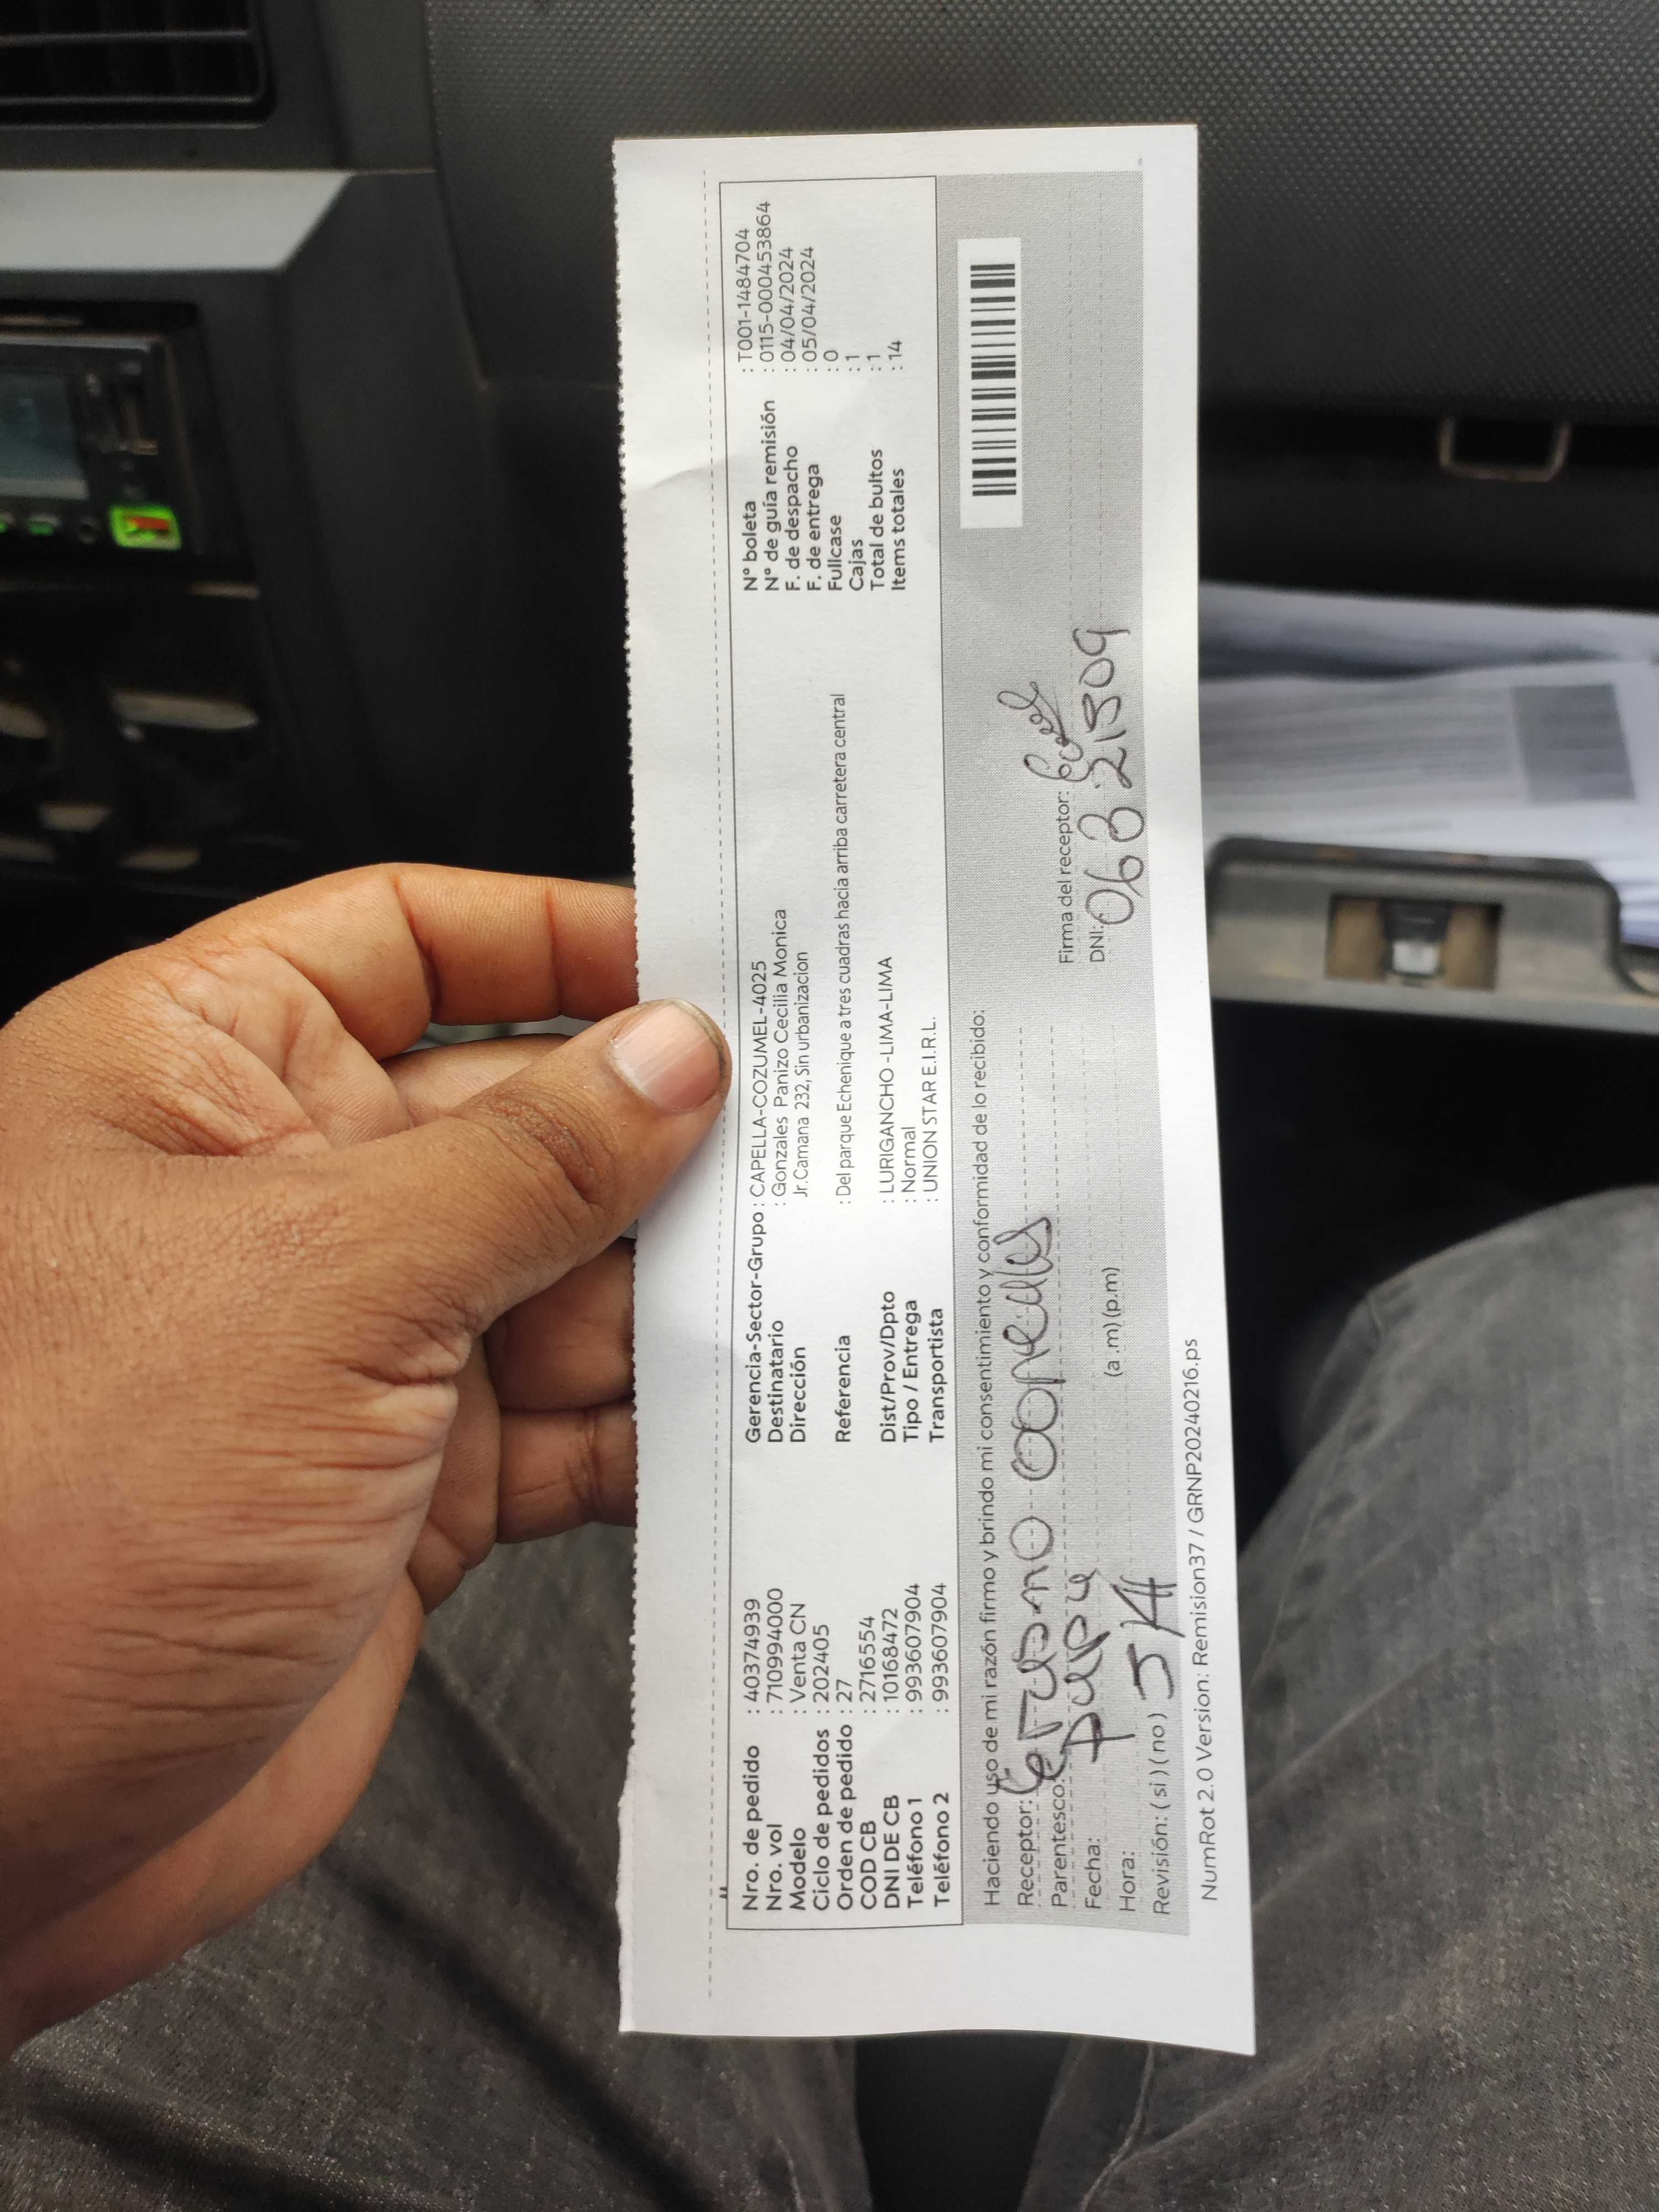 Nro. de pedido : 40374939
Nro. vol : 710994000
Modelo : Venta CN
Ciclo de pedidos : 202405
Orden de pedido : 27
COD CB : 2716554
DNI DE CB : 10168472
Teléfono 1 : 993607904
Teléfono 2 : 993607904
Gerencia-Sector-Grupo : CAPELLA-COZUMEL-4025
Destinatario : Gonzales Panizo Cecilia Monica
Dirección Jr.Camana 232, Sin urbanizacion
Referencia : Del parque Echenique a tres cuadras hacia arriba carretera central
Dist/Prov/Dpto : LURIGANCHO -LIMA-LIMA
Tipo / Entrega : Normal
Transportista : UNION STAR E.I.R.L.
N° boleta : T001-1484704
N° de guía remisión : 0115-000453864
F. de despacho : 04/04/2024
F. de entrega : 05/04/2024
Fullcase : 0
Cajas : 1
Total de bultos : 1
Items totales : 14
Haciendo uso de mi razón firmo y brindo mi consentimiento y conformidad de lo recibido:
Receptor:
Parentesco:
Fecha:
Hora: (a .m) (p.m)
Revisión: ( si ) ( no )
Firma del receptor:
DNI:
NumRot 2.0 Version: Remision37 / GRNP20240216.ps